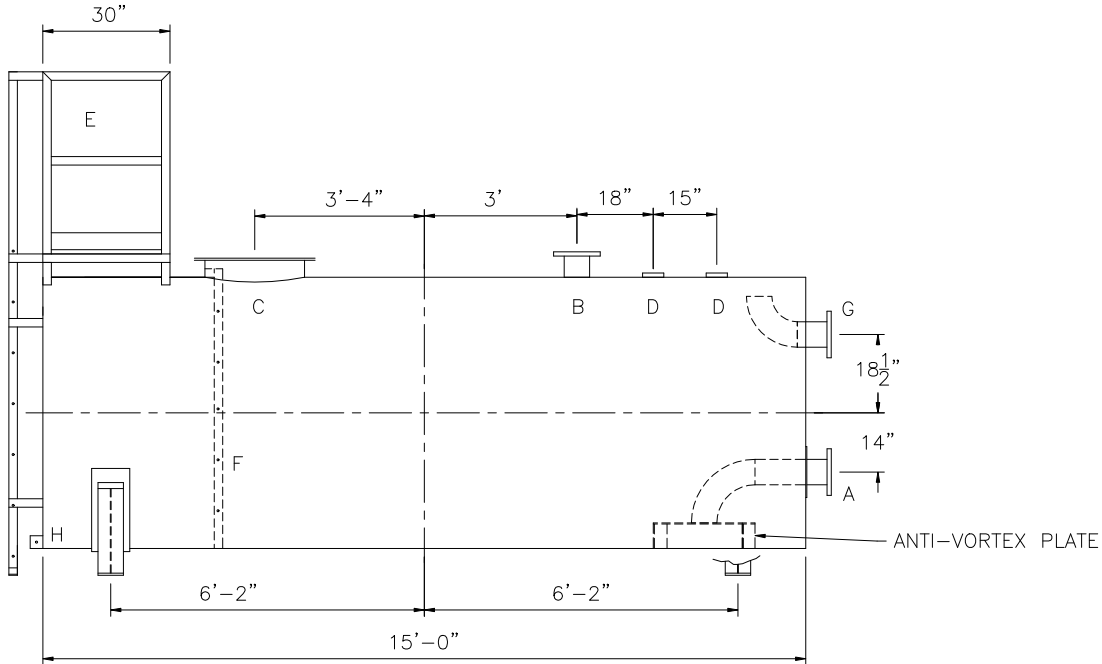 30"
E
3'-4"
3'
18"
15"
C
B
D
D
G
18½"
14"
F
A
H
ANTI-VORTEX PLATE
6'-2"
6'-2"
15'-0"